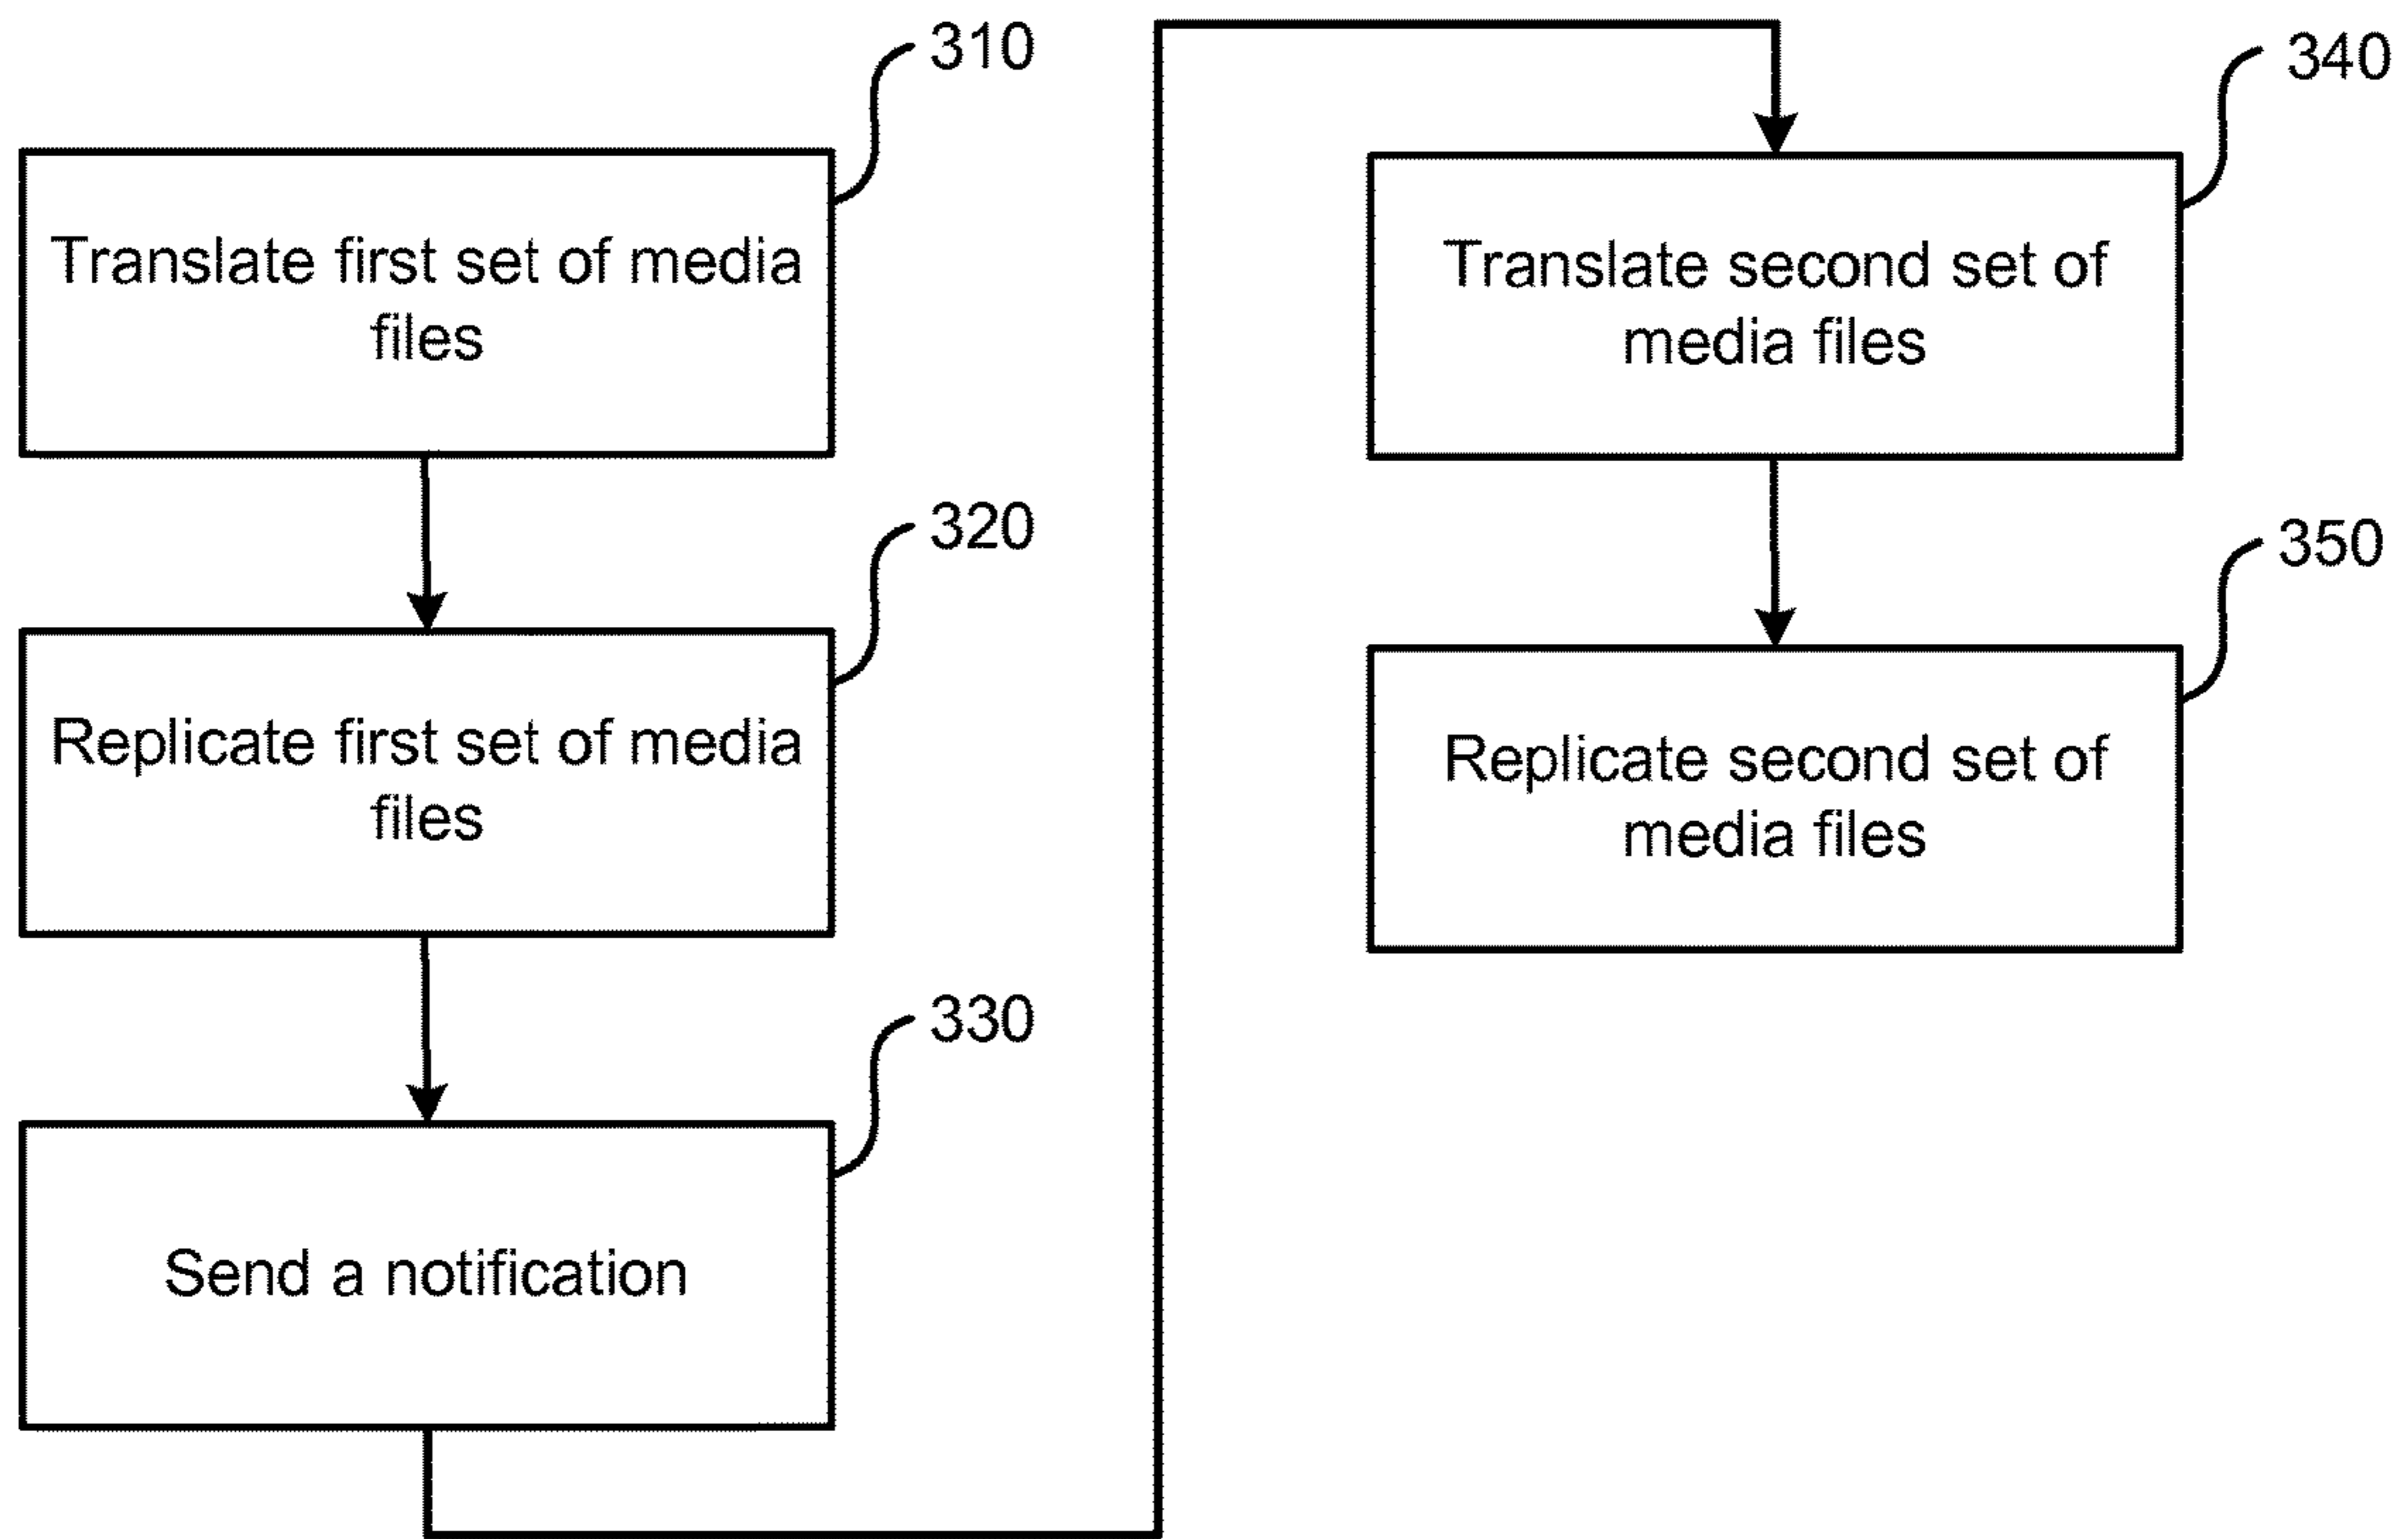 310
Translate first set of media
files
320
Replicate first set of media
files
330
Send a notification
340
Translate second set of
media files
350
Replicate second set of
media files